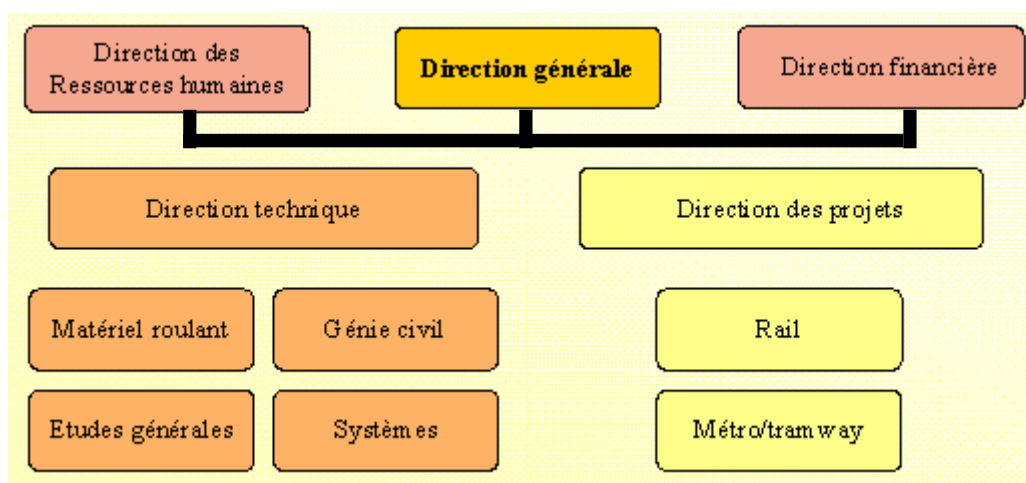 Direction des
Ressources humaines
Direction générale
Direction financière
Direction technique
Direction des projets
Matériel roulant
Génie civil
Rail
Etudes générales
Systèmes
Métro/tramway